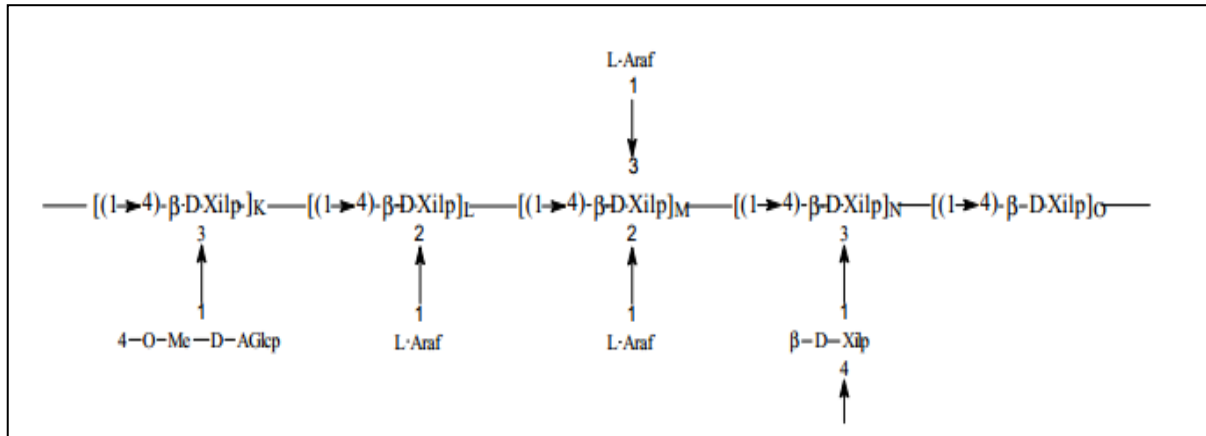 L-Araf
1
3
[(1→4)-β-D-Xilp-]K—[(1→4)-β-D-Xilp]L—[(1→4)-β-D-Xilp]M—[(1→4)-β-D-Xilp]N—[(1→4)-β-D-Xilp]O
3 2 2 3
1 1 1 1
4-O-Me-D-AGlcp L-Araf L-Araf β-D-Xilp
4